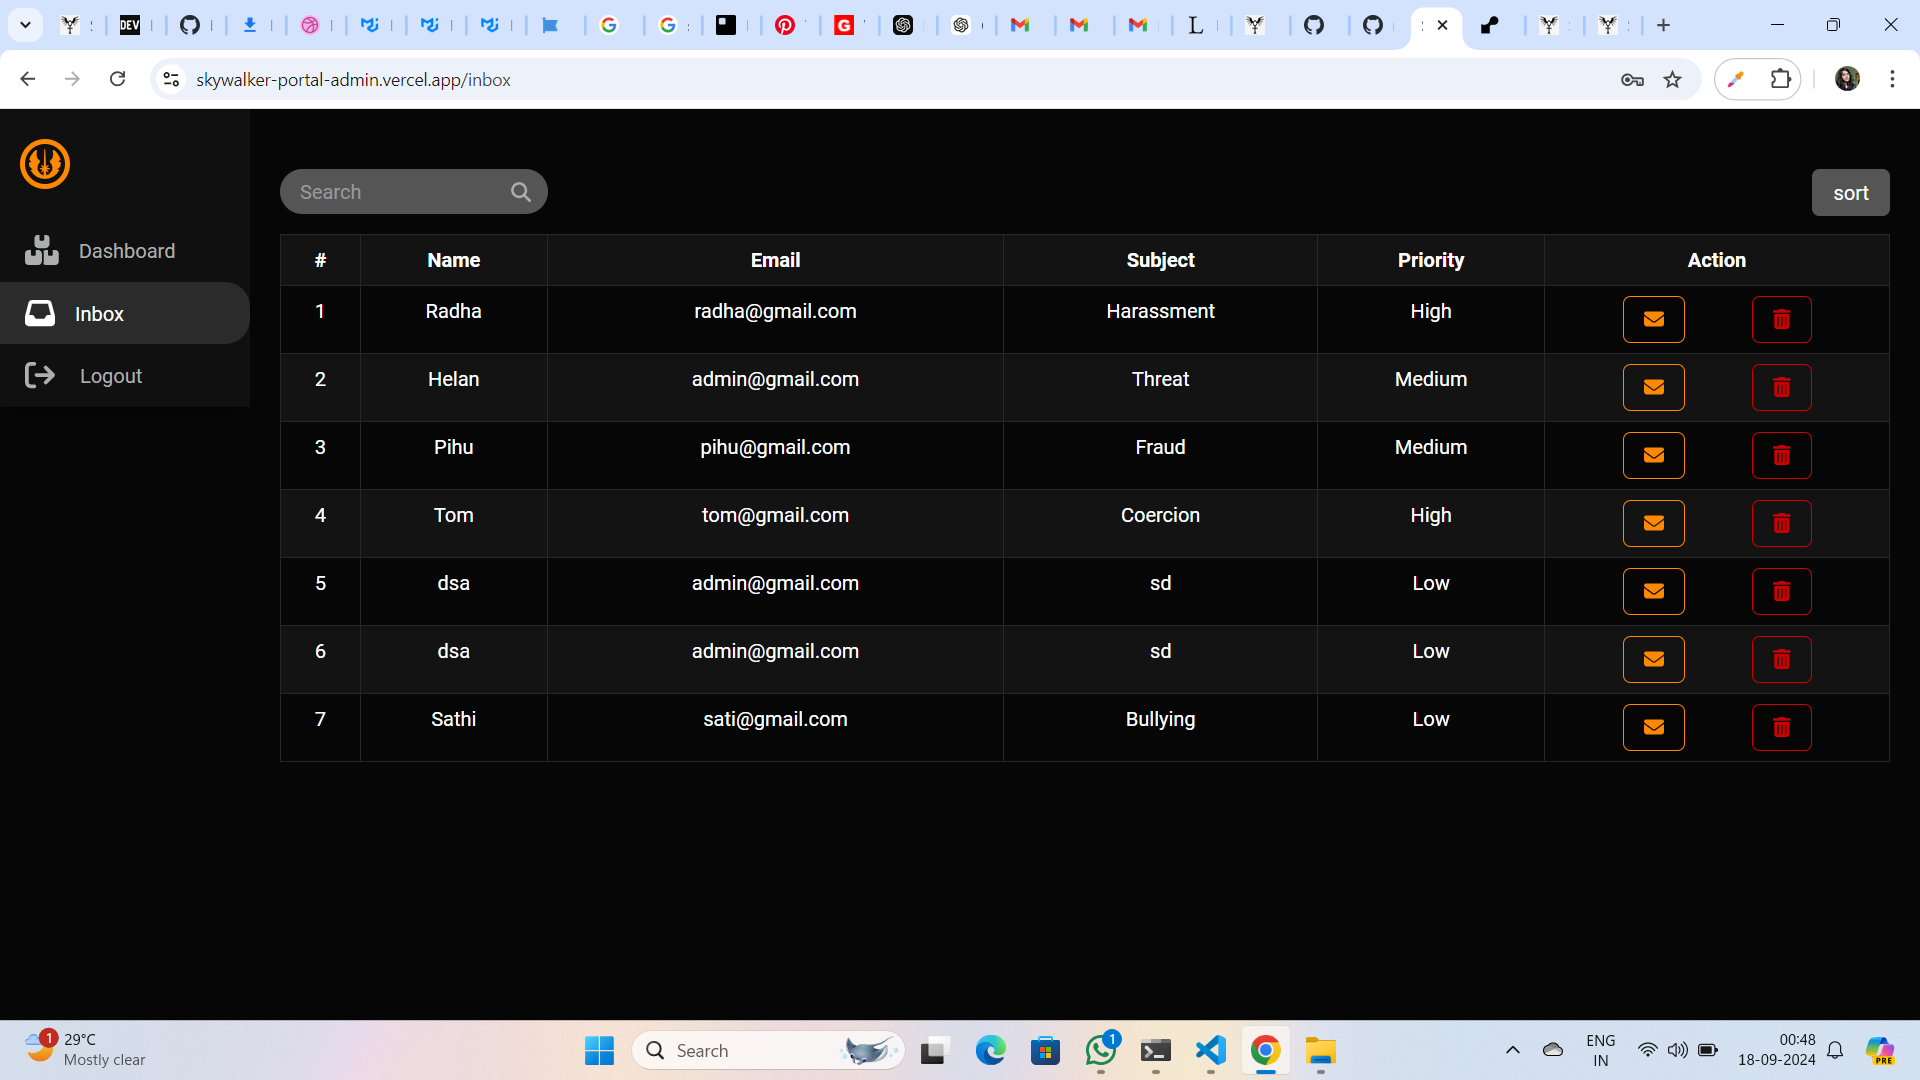 DEV
skywalker-portal-admin.vercel.app/inbox
Search
sort
Dashboard
Inbox
Logout
# Name Email Subject Priority Action
1 Radha radha@gmail.com Harassment High
2 Helan admin@gmail.com Threat Medium
3 Pihu pihu@gmail.com Fraud Medium
4 Tom tom@gmail.com Coercion High
5 dsa admin@gmail.com sd Low
6 dsa admin@gmail.com sd Low
7 Sathi sati@gmail.com Bullying Low
1
29°C
Mostly clear
Search
1
ENG
IN
00:48
18-09-2024
PRE